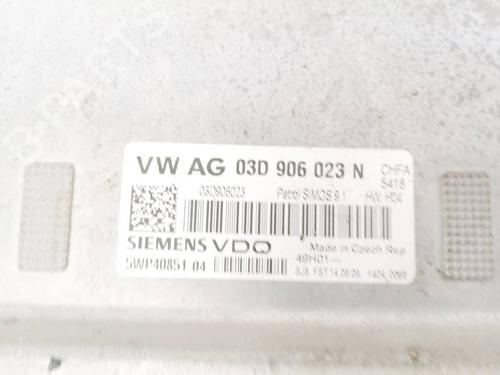 B-PARTS
VW AG 03D 906 023 N
CHFA
5418
03D906023 Petrol SIMOS 9.1 HW H04
SIEMENS VDO
Made in Czech Rep.
5WP40851 04
49H01---